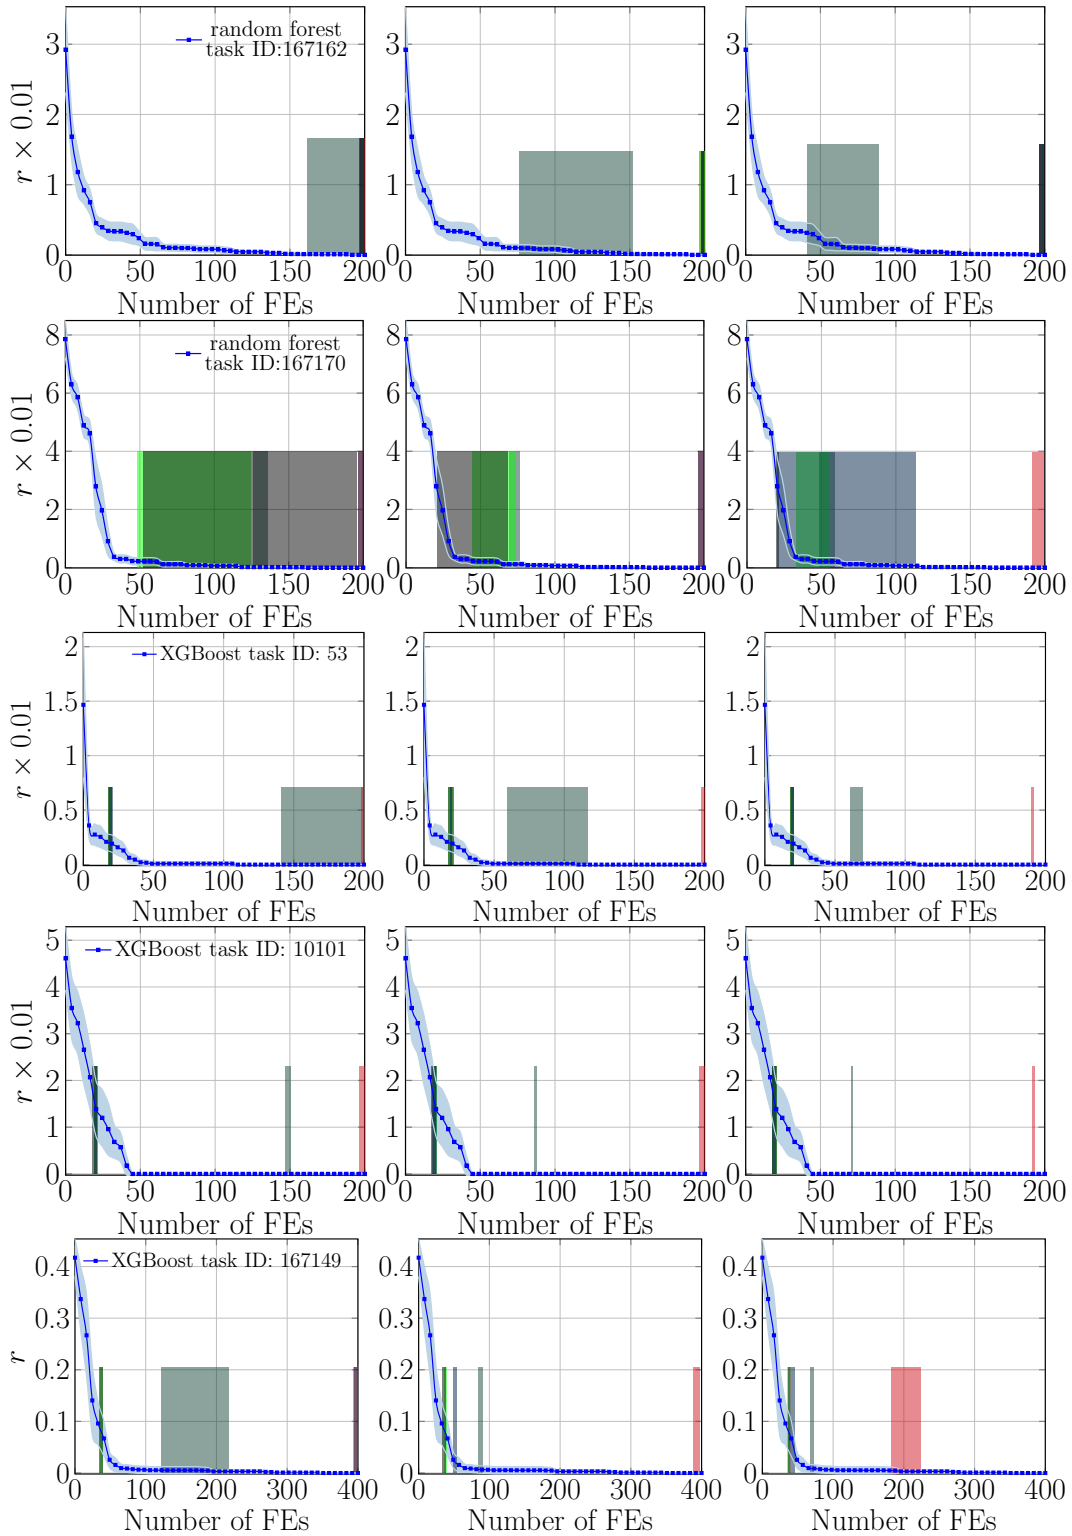 random forest
task ID:167162
r × 0.01
3
2
1
0
0 50 100 150 200
0 50 100 150 200
0 50 100 150 200
Number of FEs
3
2
1
0
Number of FEs
3
2
1
0
Number of FEs
random forest
task ID:167170
r × 0.01
8
6
4
2
0
0 50 100 150 200
Number of FEs
8
6
4
2
0
0 50 100 150 200
Number of FEs
8
6
4
2
0
0 50 100 150 200
Number of FEs
XGBoost task ID: 53
r × 0.01
2
1.5
1
0.5
0
0 50 100 150 200
Number of FEs
2
1.5
1
0.5
0
0 50 100 150 200
Number of FEs
2
1.5
1
0.5
0
0 50 100 150 200
Number of FEs
XGBoost task ID: 10101
r × 0.01
5
4
3
2
1
0
0 50 100 150 200
Number of FEs
5
4
3
2
1
0
0 50 100 150 200
Number of FEs
5
4
3
2
1
0
0 50 100 150 200
Number of FEs
XGBoost task ID: 167149
r
0.4
0.3
0.2
0.1
0
0 100 200 300 400
Number of FEs
0.4
0.3
0.2
0.1
0
0 100 200 300 400
Number of FEs
0.4
0.3
0.2
0.1
0
0 100 200 300 400
Number of FEs